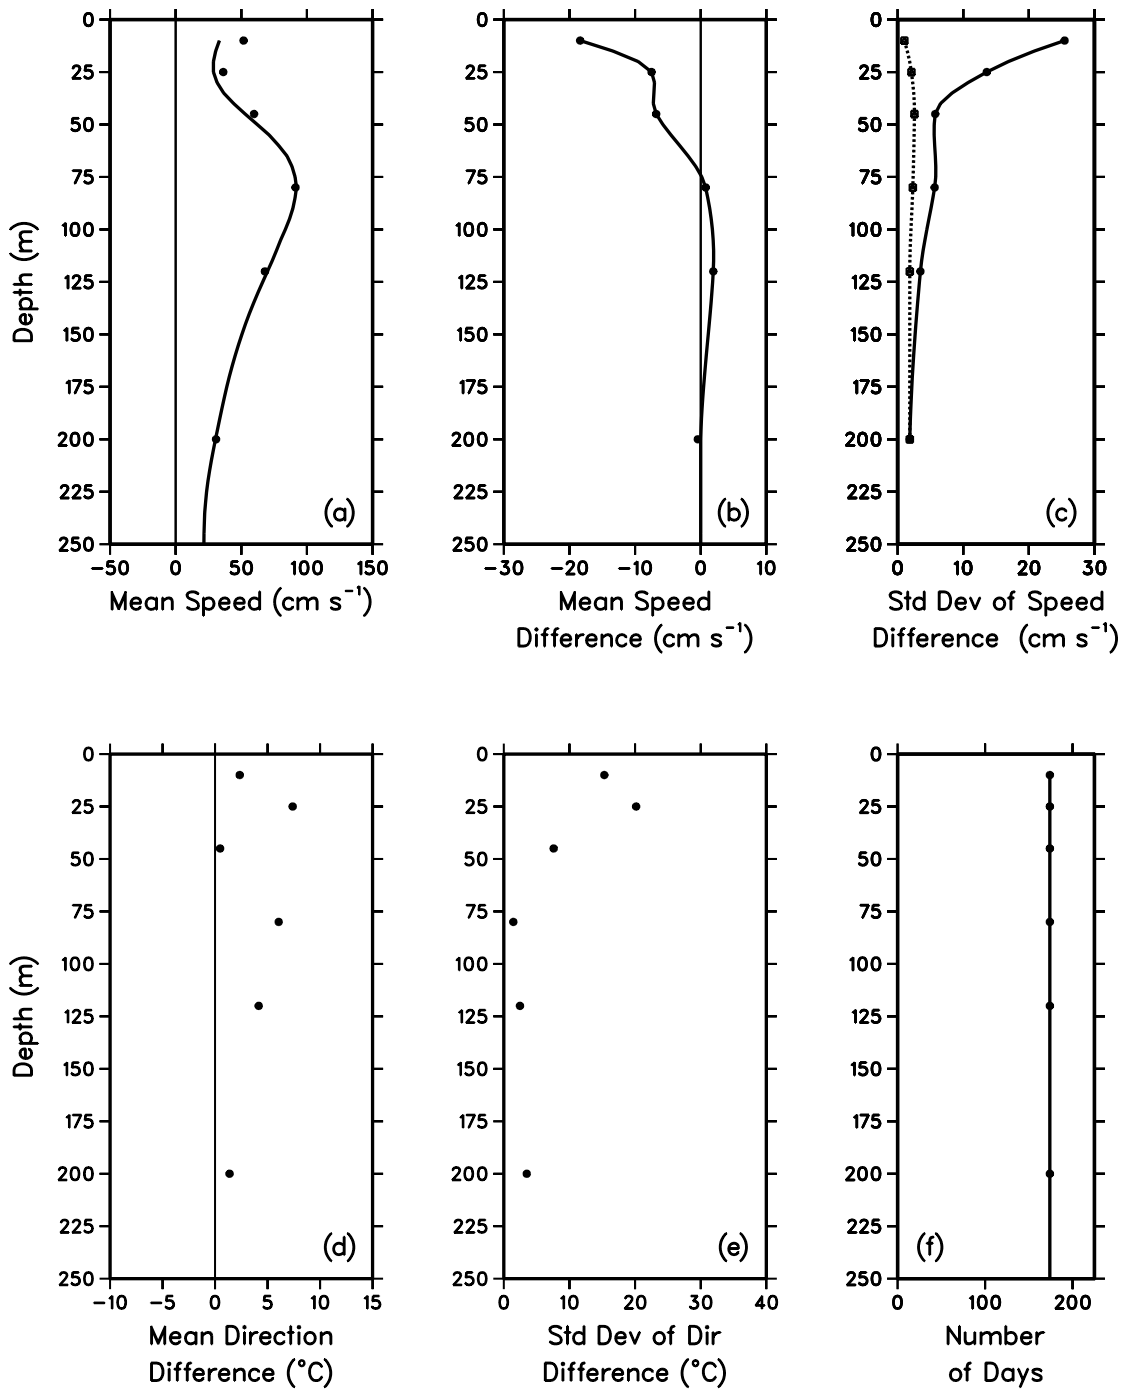 0
25
50
75
100
125
150
175
200
225
250
Depth (m)
−50 0 50 100 150
Mean Speed (cm s⁻¹)
(a)
0
25
50
75
100
125
150
175
200
225
250
−30 −20 −10 0 10
Mean Speed
Difference (cm s⁻¹)
(b)
0
25
50
75
100
125
150
175
200
225
250
0 10 20 30
Std Dev of Speed
Difference (cm s⁻¹)
(c)
0
25
50
75
100
125
150
175
200
225
250
Depth (m)
−10 −5 0 5 10 15
Mean Direction
Difference (°C)
(d)
0
25
50
75
100
125
150
175
200
225
250
0 10 20 30 40
Std Dev of Dir
Difference (°C)
(e)
0
25
50
75
100
125
150
175
200
225
250
0 100 200
Number
of Days
(f)